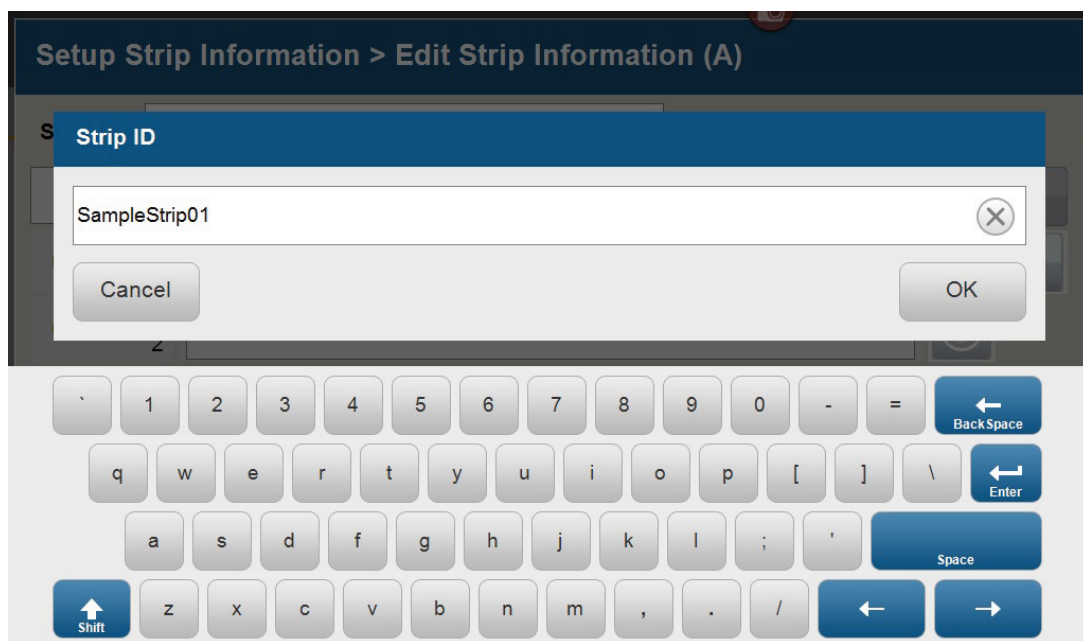 Setup Strip Information > Edit Strip Information (A)
S
Strip ID
SampleStrip01
Cancel
OK
2
` 1 2 3 4 5 6 7 8 9 0 - = BackSpace
q w e r t y u i o p [ ] \ Enter
a s d f g h j k l ; ' Space
Shift z x c v b n m , . /